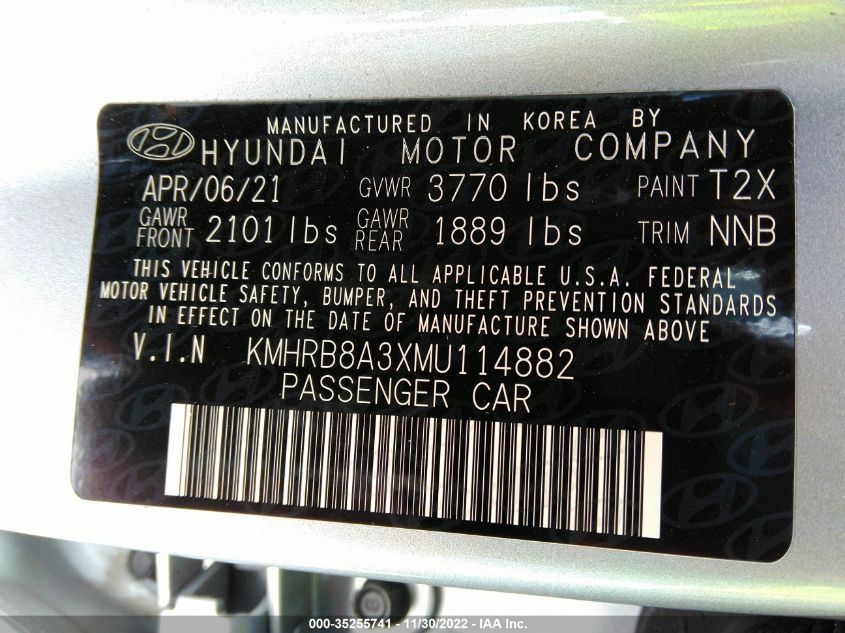 MANUFACTURED IN KOREA BY
HYUNDAI MOTOR COMPANY
APR/06/21 GVWR 3770 lbs PAINT T2X
GAWR FRONT 2101 lbs GAWR REAR 1889 lbs TRIM NNB
THIS VEHICLE CONFORMS TO ALL APPLICABLE U.S.A. FEDERAL
MOTOR VEHICLE SAFETY, BUMPER, AND THEFT PREVENTION STANDARDS
IN EFFECT ON THE DATE OF MANUFACTURE SHOWN ABOVE
V.I.N KMHRB8A3XMU114882
PASSENGER CAR
000-35255741 - 11/30/2022 - IAA Inc.